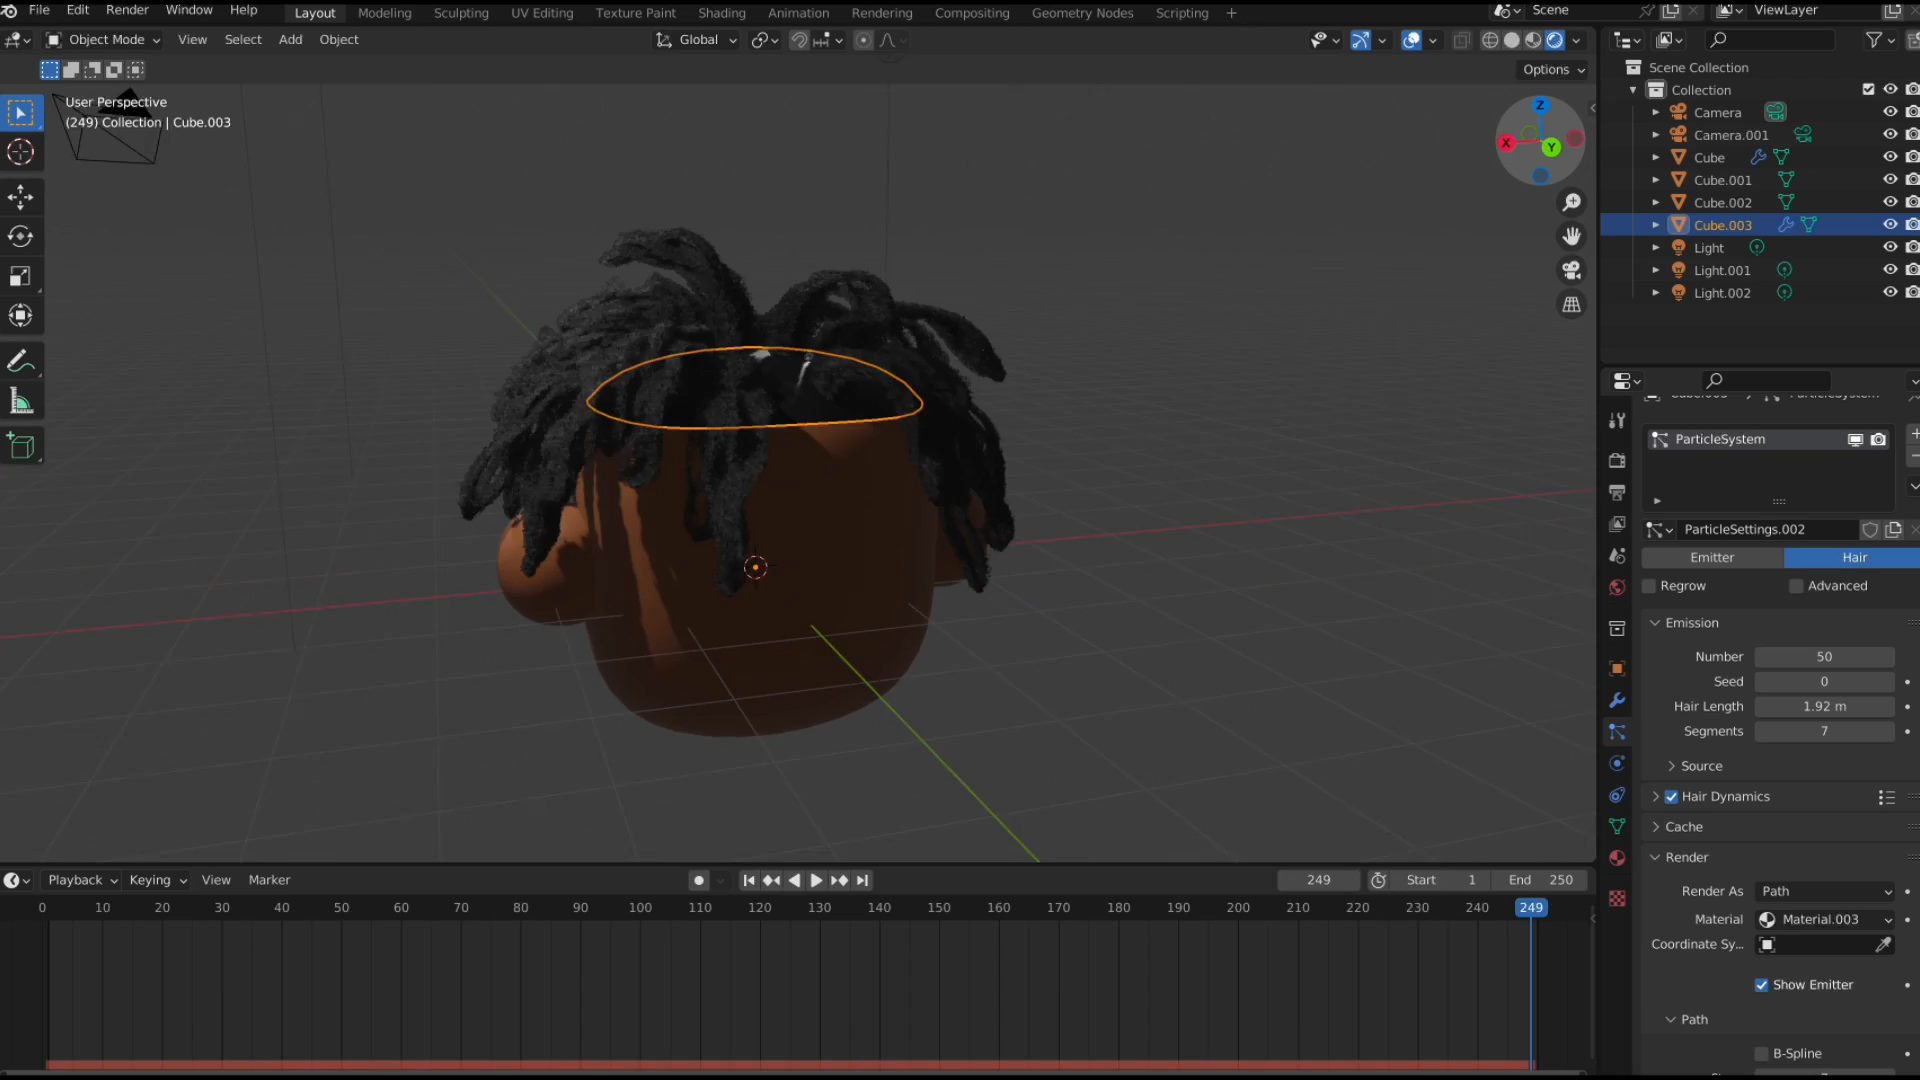 File Edit Render Window Help Layout Modeling Sculpting UV Editing Texture Paint Shading Animation Rendering Compositing Geometry Nodes Scripting + Scene ViewLayer
Object Mode View Select Add Object Global
Options
User Perspective
(249) Collection | Cube.003
Z
X
Y
Scene Collection
Collection
Camera
Camera.001
Cube
Cube.001
Cube.002
Cube.003
Light
Light.001
Light.002
ParticleSystem
ParticleSettings.002
Emitter Hair
Regrow Advanced
Emission
Number 50
Seed 0
Hair Length 1.92 m
Segments 7
Source
Hair Dynamics
Cache
Render
Render As Path
Material Material.003
Coordinate Sy...
Show Emitter
Path
B-Spline
Playback Keying View Marker 249 Start 1 End 250
0 10 20 30 40 50 60 70 80 90 100 110 120 130 140 150 160 170 180 190 200 210 220 230 240 249